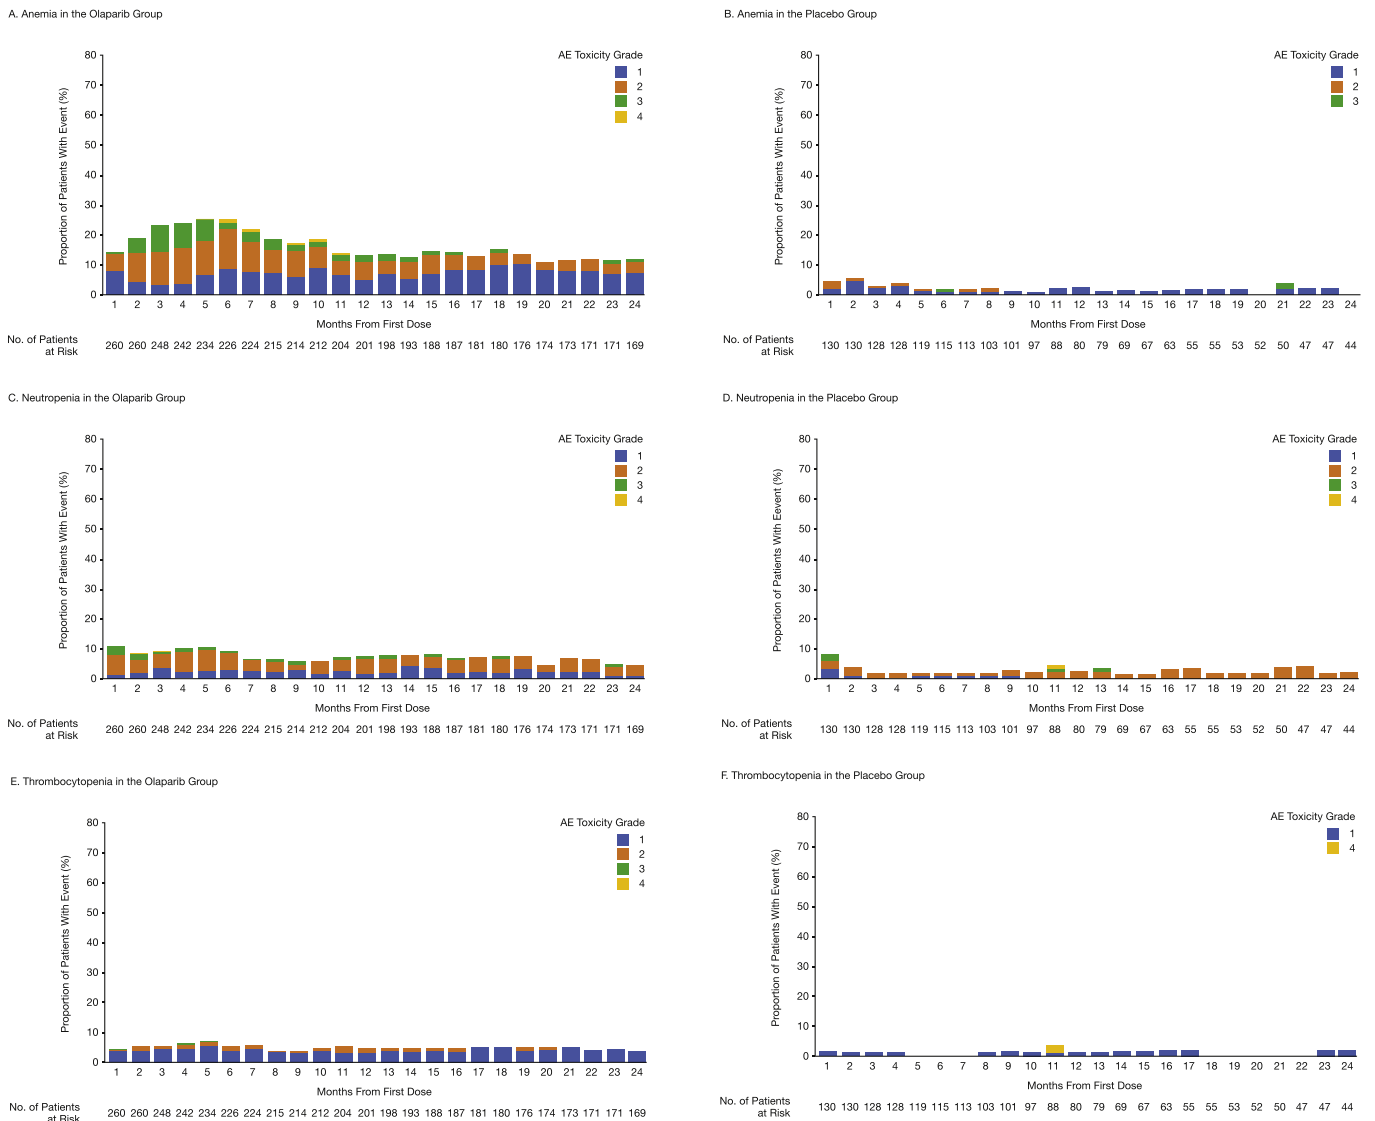 A. Anemia in the Olaparib Group
Proportion of Patients With Event (%)
80
70
60
50
40
30
20
10
0
AE Toxicity Grade
1
2
3
4
1 2 3 4 5 6 7 8 9 10 11 12 13 14 15 16 17 18 19 20 21 22 23 24
Months From First Dose
No. of Patients
at Risk
260 260 248 242 234 226 224 215 214 212 204 201 198 193 188 187 181 180 176 174 173 171 171 169
B. Anemia in the Placebo Group
Proportion of Patients With Event (%)
80
70
60
50
40
30
20
10
0
AE Toxicity Grade
1
2
3
1 2 3 4 5 6 7 8 9 10 11 12 13 14 15 16 17 18 19 20 21 22 23 24
Months From First Dose
No. of Patients
at Risk
130 130 128 128 119 115 113 103 101 97 88 80 79 69 67 63 55 55 53 52 50 47 47 44
C. Neutropenia in the Olaparib Group
Proportion of Patients With Event (%)
80
70
60
50
40
30
20
10
0
AE Toxicity Grade
1
2
3
4
1 2 3 4 5 6 7 8 9 10 11 12 13 14 15 16 17 18 19 20 21 22 23 24
Months From First Dose
No. of Patients
at Risk
260 260 248 242 234 226 224 215 214 212 204 201 198 193 188 187 181 180 176 174 173 171 171 169
D. Neutropenia in the Placebo Group
Proportion of Patients With Eevent (%)
80
70
60
50
40
30
20
10
0
AE Toxicity Grade
1
2
3
4
1 2 3 4 5 6 7 8 9 10 11 12 13 14 15 16 17 18 19 20 21 22 23 24
Months From First Dose
No. of Patients
at Risk
130 130 128 128 119 115 113 103 101 97 88 80 79 69 67 63 55 55 53 52 50 47 47 44
E. Thrombocytopenia in the Olaparib Group
Proportion of Patients With Event (%)
80
70
60
50
40
30
20
10
0
AE Toxicity Grade
1
2
3
4
1 2 3 4 5 6 7 8 9 10 11 12 13 14 15 16 17 18 19 20 21 22 23 24
Months From First Dose
No. of Patients
at Risk
260 260 248 242 234 226 224 215 214 212 204 201 198 193 188 187 181 180 176 174 173 171 171 169
F. Thrombocytopenia in the Placebo Group
Proportion of Patients With Event (%)
80
70
60
50
40
30
20
10
0
AE Toxicity Grade
1
4
1 2 3 4 5 6 7 8 9 10 11 12 13 14 15 16 17 18 19 20 21 22 23 24
Months From First Dose
No. of Patients
at Risk
130 130 128 128 119 115 113 103 101 97 88 80 79 69 67 63 55 55 53 52 50 47 47 44